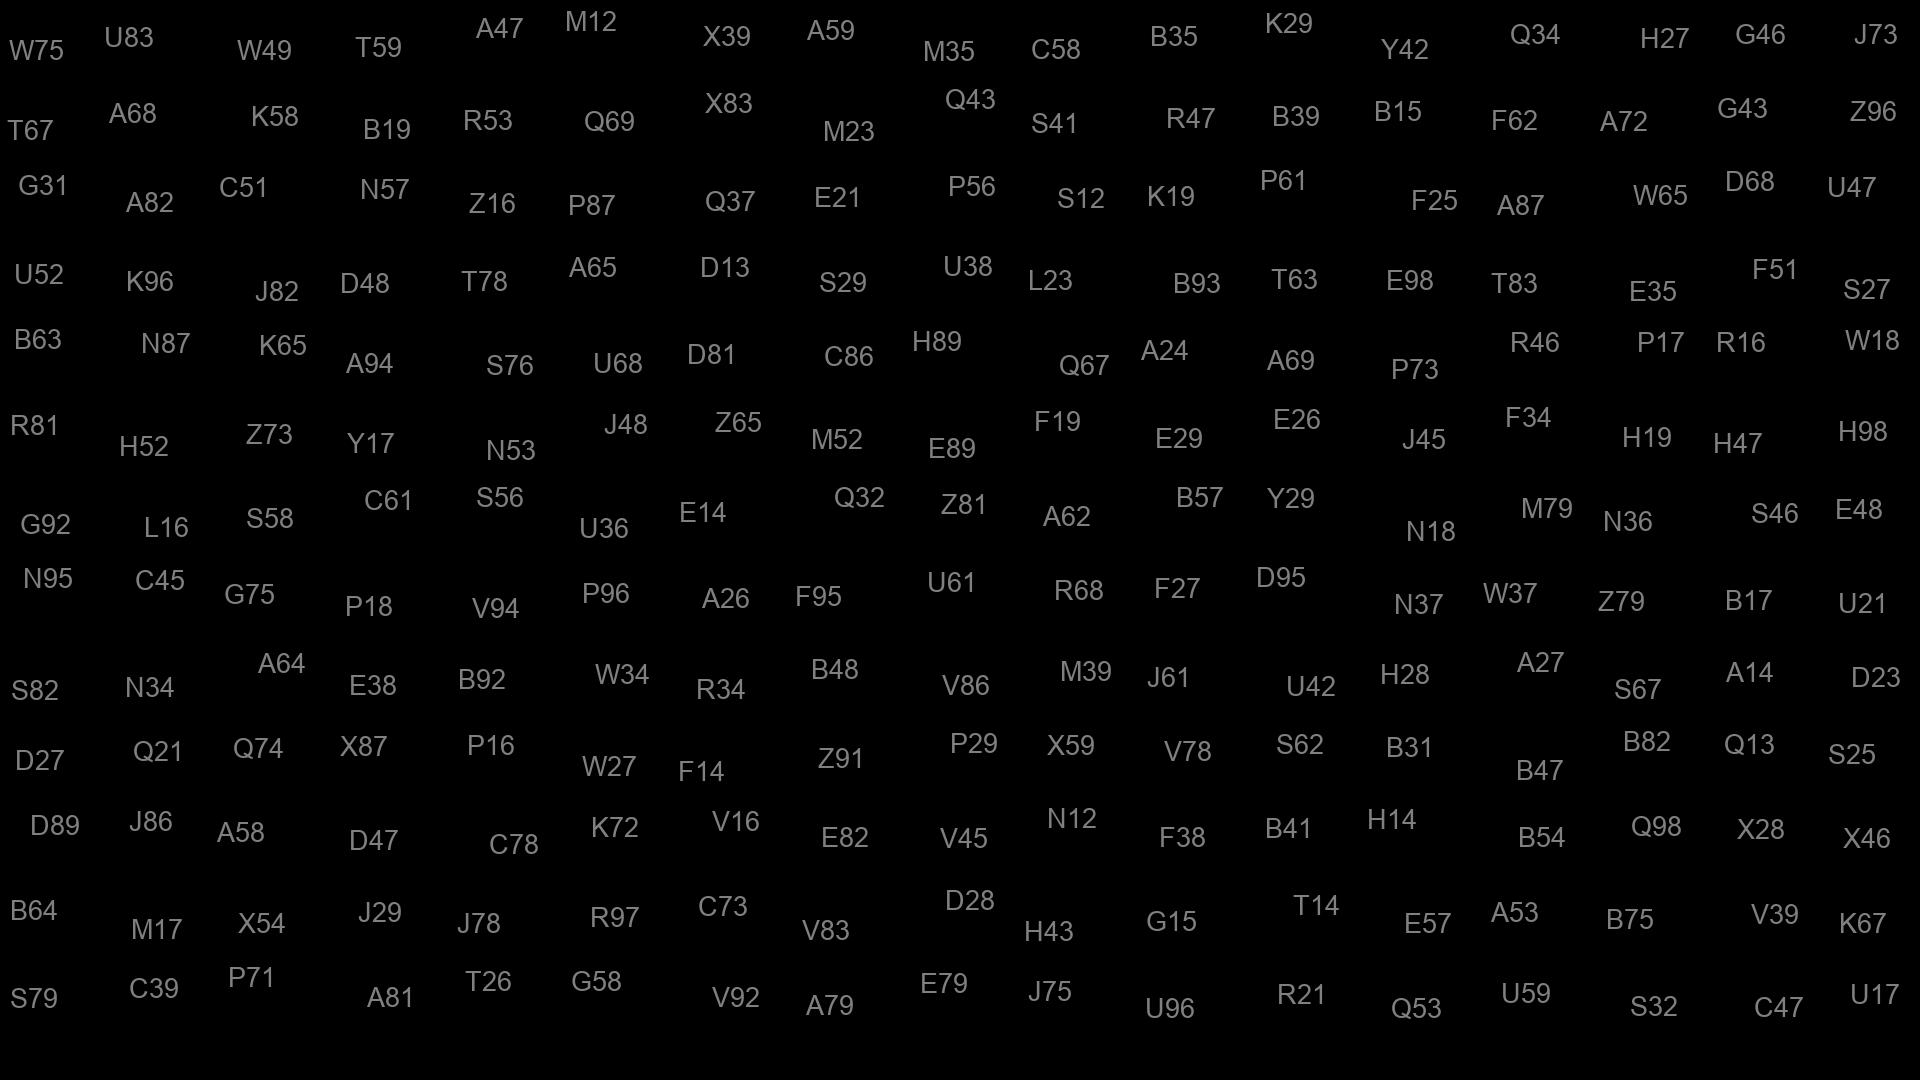 W75 U83 W49 T59 A47 M12 X39 A59 M35 C58 B35 K29 Y42 Q34 H27 G46 J73
T67 A68 K58 B19 R53 Q69 X83 M23 Q43 S41 R47 B39 B15 F62 A72 G43 Z96
G31 A82 C51 N57 Z16 P87 Q37 E21 P56 S12 K19 P61 F25 A87 W65 D68 U47
U52 K96 J82 D48 T78 A65 D13 S29 U38 L23 B93 T63 E98 T83 E35 F51 S27
B63 N87 K65 A94 S76 U68 D81 C86 H89 Q67 A24 A69 P73 R46 P17 R16 W18
R81 H52 Z73 Y17 N53 J48 Z65 M52 E89 F19 E29 E26 J45 F34 H19 H47 H98
G92 L16 S58 C61 S56 U36 E14 Q32 Z81 A62 B57 Y29 N18 M79 N36 S46 E48
N95 C45 G75 P18 V94 P96 A26 F95 U61 R68 F27 D95 N37 W37 Z79 B17 U21
S82 N34 A64 E38 B92 W34 R34 B48 V86 M39 J61 U42 H28 A27 S67 A14 D23
D27 Q21 Q74 X87 P16 W27 F14 Z91 P29 X59 V78 S62 B31 B47 B82 Q13 S25
D89 J86 A58 D47 C78 K72 V16 E82 V45 N12 F38 B41 H14 B54 Q98 X28 X46
B64 M17 X54 J29 J78 R97 C73 V83 D28 H43 G15 T14 E57 A53 B75 V39 K67
S79 C39 P71 A81 T26 G58 V92 A79 E79 J75 U96 R21 Q53 U59 S32 C47 U17